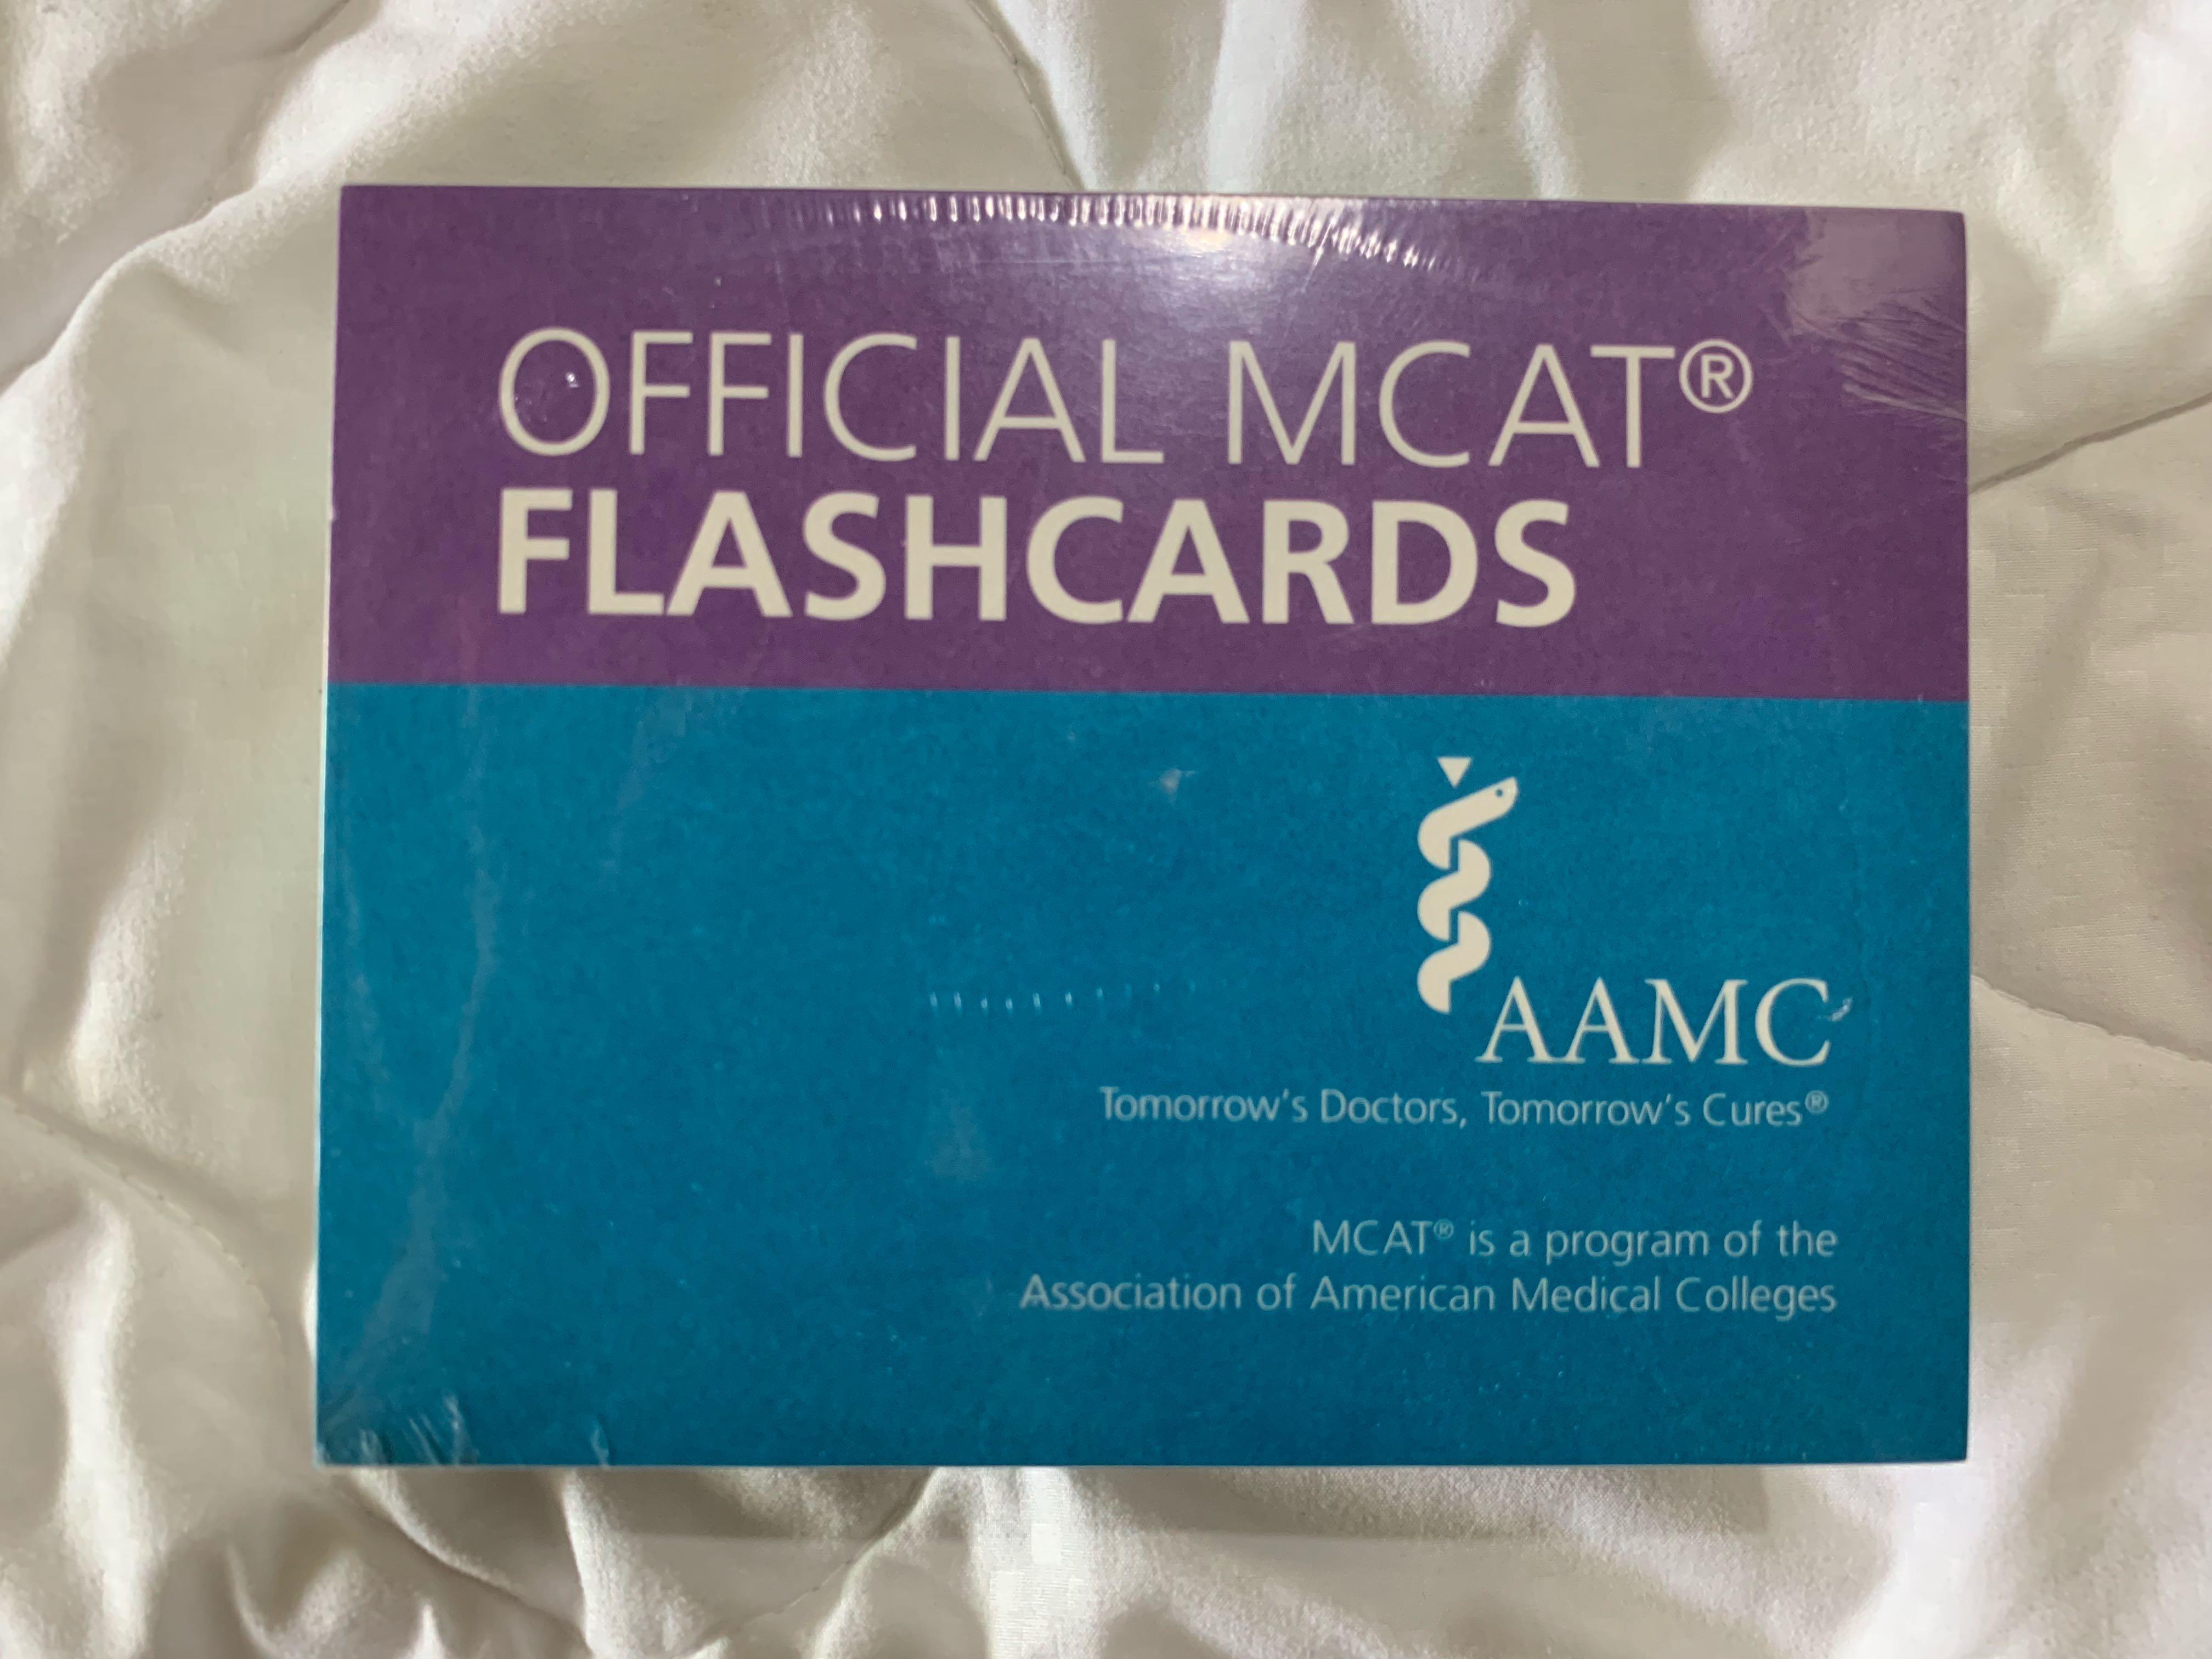 OFFICIAL MCAT®
FLASHCARDS
AAMC
Tomorrow's Doctors, Tomorrow's Cures®
MCAT® is a program of the
Association of American Medical Colleges